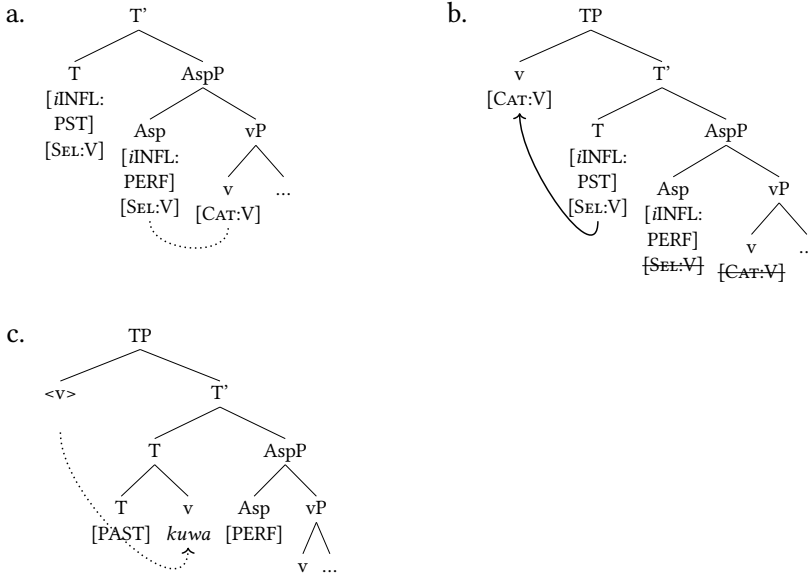 a.
T'
T AspP
[iINFL: PST] [SEL:V]
Asp vP
[iINFL: PERF] [SEL:V]
v ...
[CAT:V]
b.
TP
v T'
[CAT:V]
T AspP
[iINFL: PST] [SEL:V]
Asp vP
[iINFL: PERF] [SEL:V]
v ...
[CAT:V]
c.
TP
<v> T'
T AspP
T v Asp vP
[PAST] kuwa [PERF]
v ...